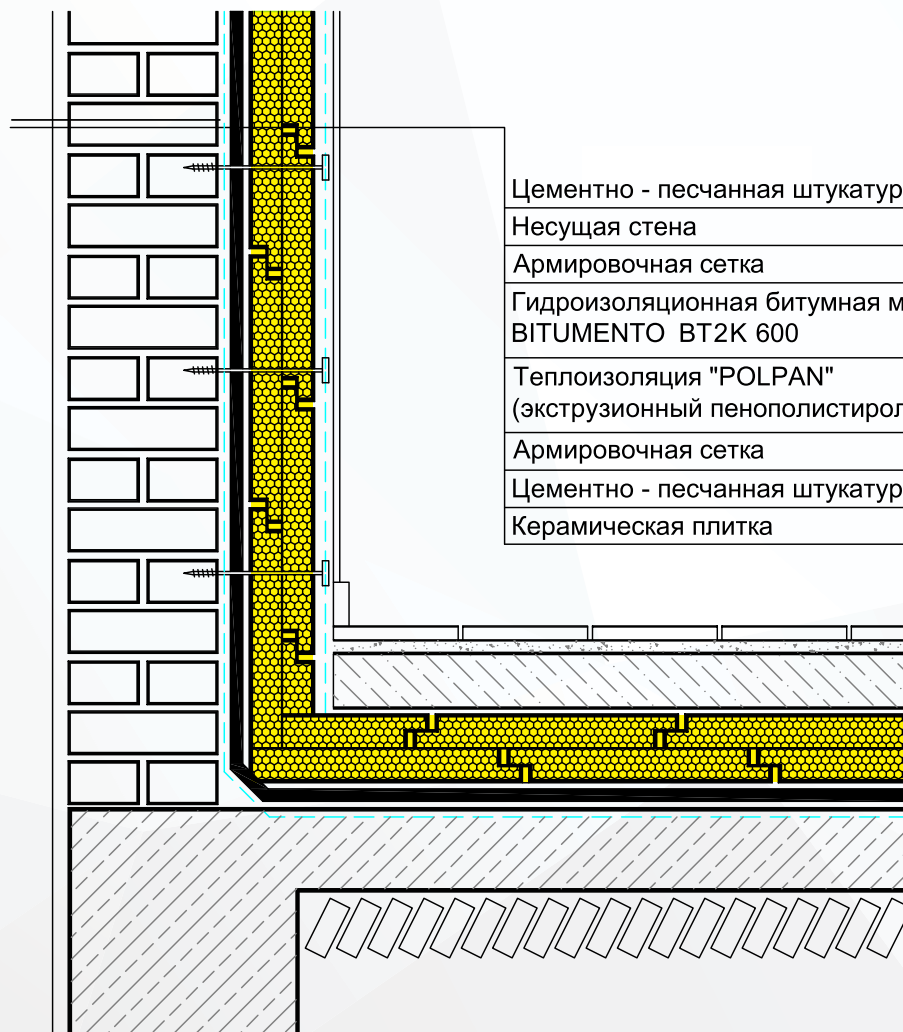 Цементно - песчанная штукатур
Несущая стена
Армировочная сетка
Гидроизоляционная битумная м
BITUMENTO BT2K 600
Теплоизоляция "POLPAN"
(экструзионный пенополистирол
Армировочная сетка
Цементно - песчанная штукатур
Керамическая плитка